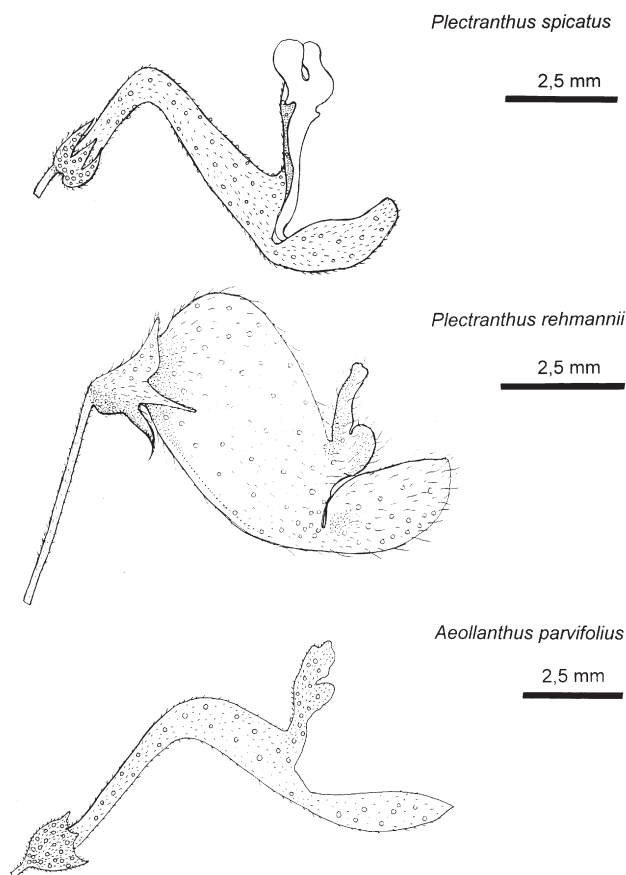 Plectranthus spicatus
2,5 mm
Plectranthus rehmannii
2,5 mm
Aeollanthus parvifolius
2,5 mm